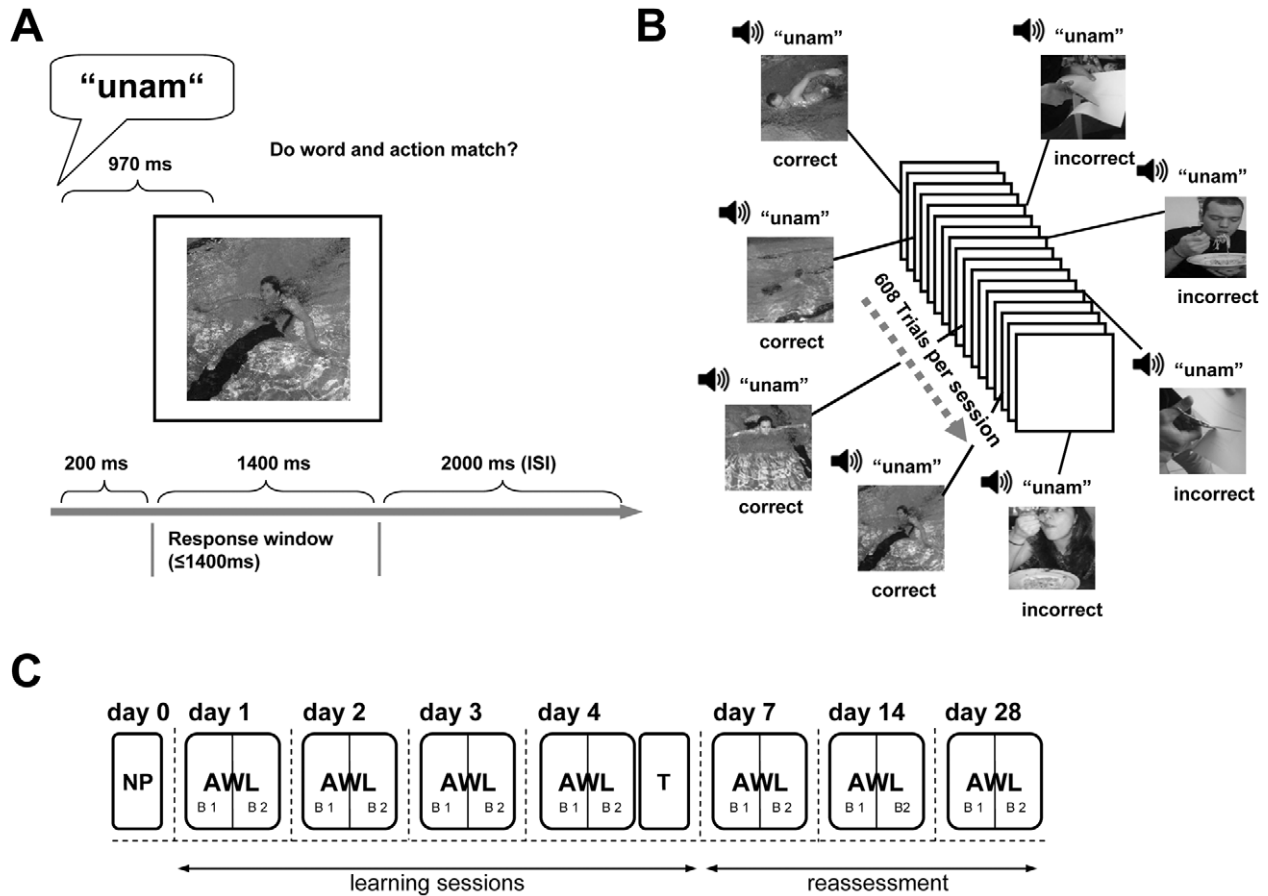 A
“unam“
970 ms
Do word and action match?
200 ms
1400 ms
2000 ms (ISI)
Response window
(≤1400ms)
B
“unam”
correct
“unam”
incorrect
“unam”
correct
“unam”
incorrect
“unam”
correct
“unam”
incorrect
“unam”
correct
“unam”
incorrect
608 Trials per session
C
day 0
day 1
day 2
day 3
day 4
day 7
day 14
day 28
NP
AWL
B 1 B 2
AWL
B 1 B 2
AWL
B 1 B 2
AWL
B 1 B 2
T
AWL
B 1 B 2
AWL
B 1 B2
AWL
B 1 B 2
learning sessions
reassessment